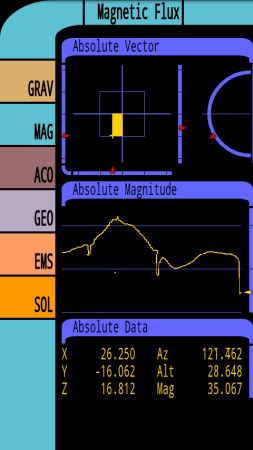 Magnetic Flux
Absolute Vector
GRAV
MAG
ACO
Absolute Magnitude
GEO
EMS
SOL
Absolute Data
X 26.250 Az 121.462
Y -16.062 Alt 28.648
Z 16.812 Mag 35.067